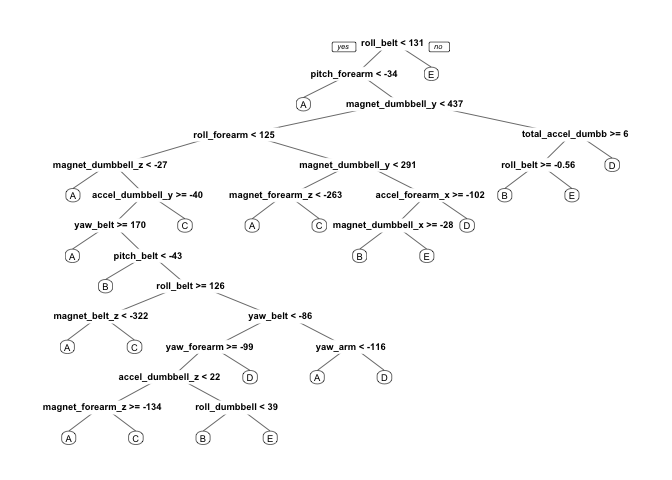 yes roll_belt < 131 no
pitch_forearm < -34 E
A magnet_dumbbell_y < 437
roll_forearm < 125 total_accel_dumbb >= 6
magnet_dumbbell_z < -27 magnet_dumbbell_y < 291 roll_belt >= -0.56 D
A accel_dumbbell_y >= -40 magnet_forearm_z < -263 accel_forearm_x >= -102 B E
yaw_belt >= 170 C A C magnet_dumbbell_x >= -28 D
A pitch_belt < -43 B E
B roll_belt >= 126
magnet_belt_z < -322 yaw_belt < -86
A C yaw_forearm >= -99 yaw_arm < -116
accel_dumbbell_z < 22 D A D
magnet_forearm_z >= -134 roll_dumbbell < 39
A C B E